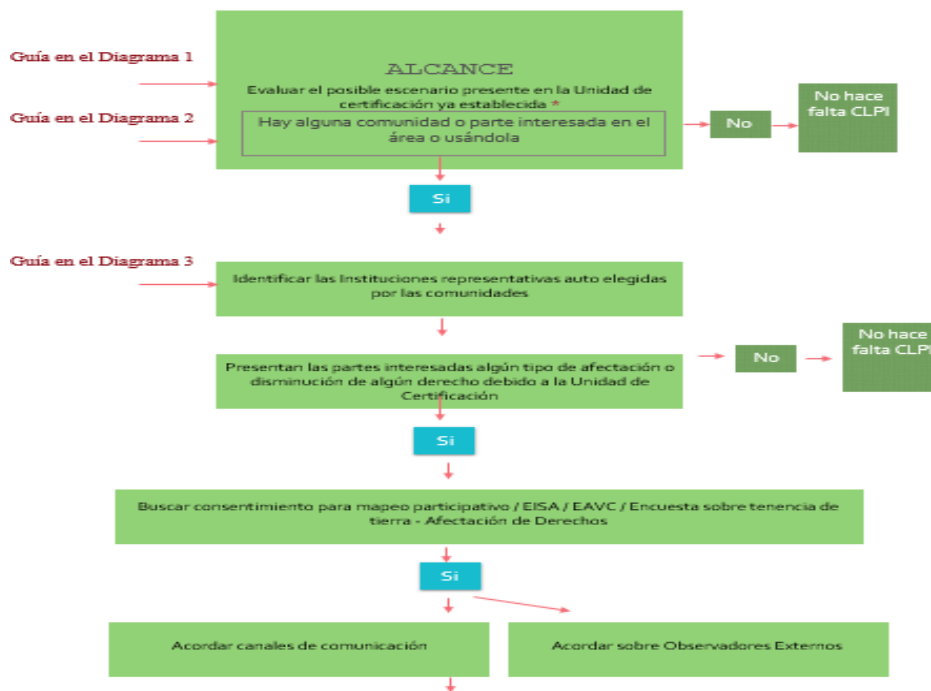 Guía en el Diagrama 1
ALCANCE
Evaluar el posible escenario presente en la Unidad de
certificación ya establecida *
Guía en el Diagrama 2
Hay alguna comunidad o parte interesada en el
área o usándola
No
No hace
falta CLPI
Si
Guía en el Diagrama 3
Identificar las Instituciones representativas auto elegidas
por las comunidades
Presentan las partes interesadas algún tipo de afectación o
disminución de algún derecho debido a la Unidad de
Certificación
No
No hace
falta CLPI
Si
Buscar consentimiento para mapeo participativo / EISA / EAVC / Encuesta sobre tenencia de
tierra - Afectación de Derechos
Si
Acordar canales de comunicación
Acordar sobre Observadores Externos